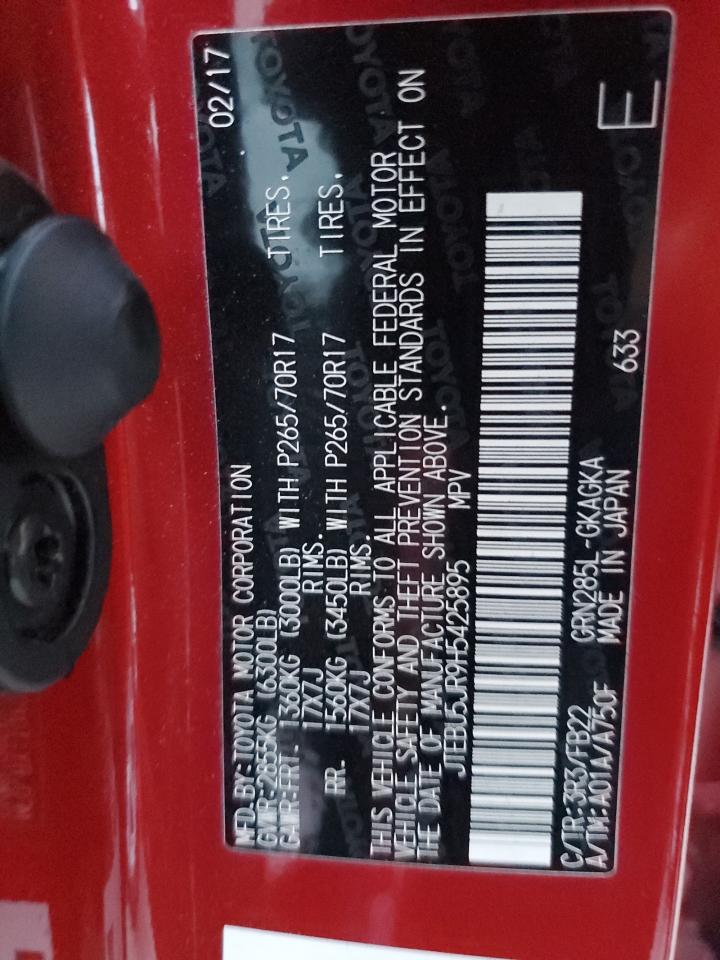 MFD.BY:TOYOTA MOTOR CORPORATION 02/17
GVWR:2855KG (6300LB)
GAWR:FRT. 1360KG (3000LB) WITH P265/70R17 TIRES.
17X7J RIMS.
RR. 1560KG (3450LB) WITH P265/70R17 TIRES.
17X7J RIMS.
THIS VEHICLE CONFORMS TO ALL APPLICABLE FEDERAL MOTOR
VEHICLE SAFETY AND THEFT PREVENTION STANDARDS IN EFFECT ON
THE DATE OF MANUFACTURE SHOWN ABOVE.
JTEBU5JR9H5425895 MPV
C/TR:3R3/FB22 GRN285L-GKAGKA
A/TM:A01A/A750F MADE IN JAPAN 633 E